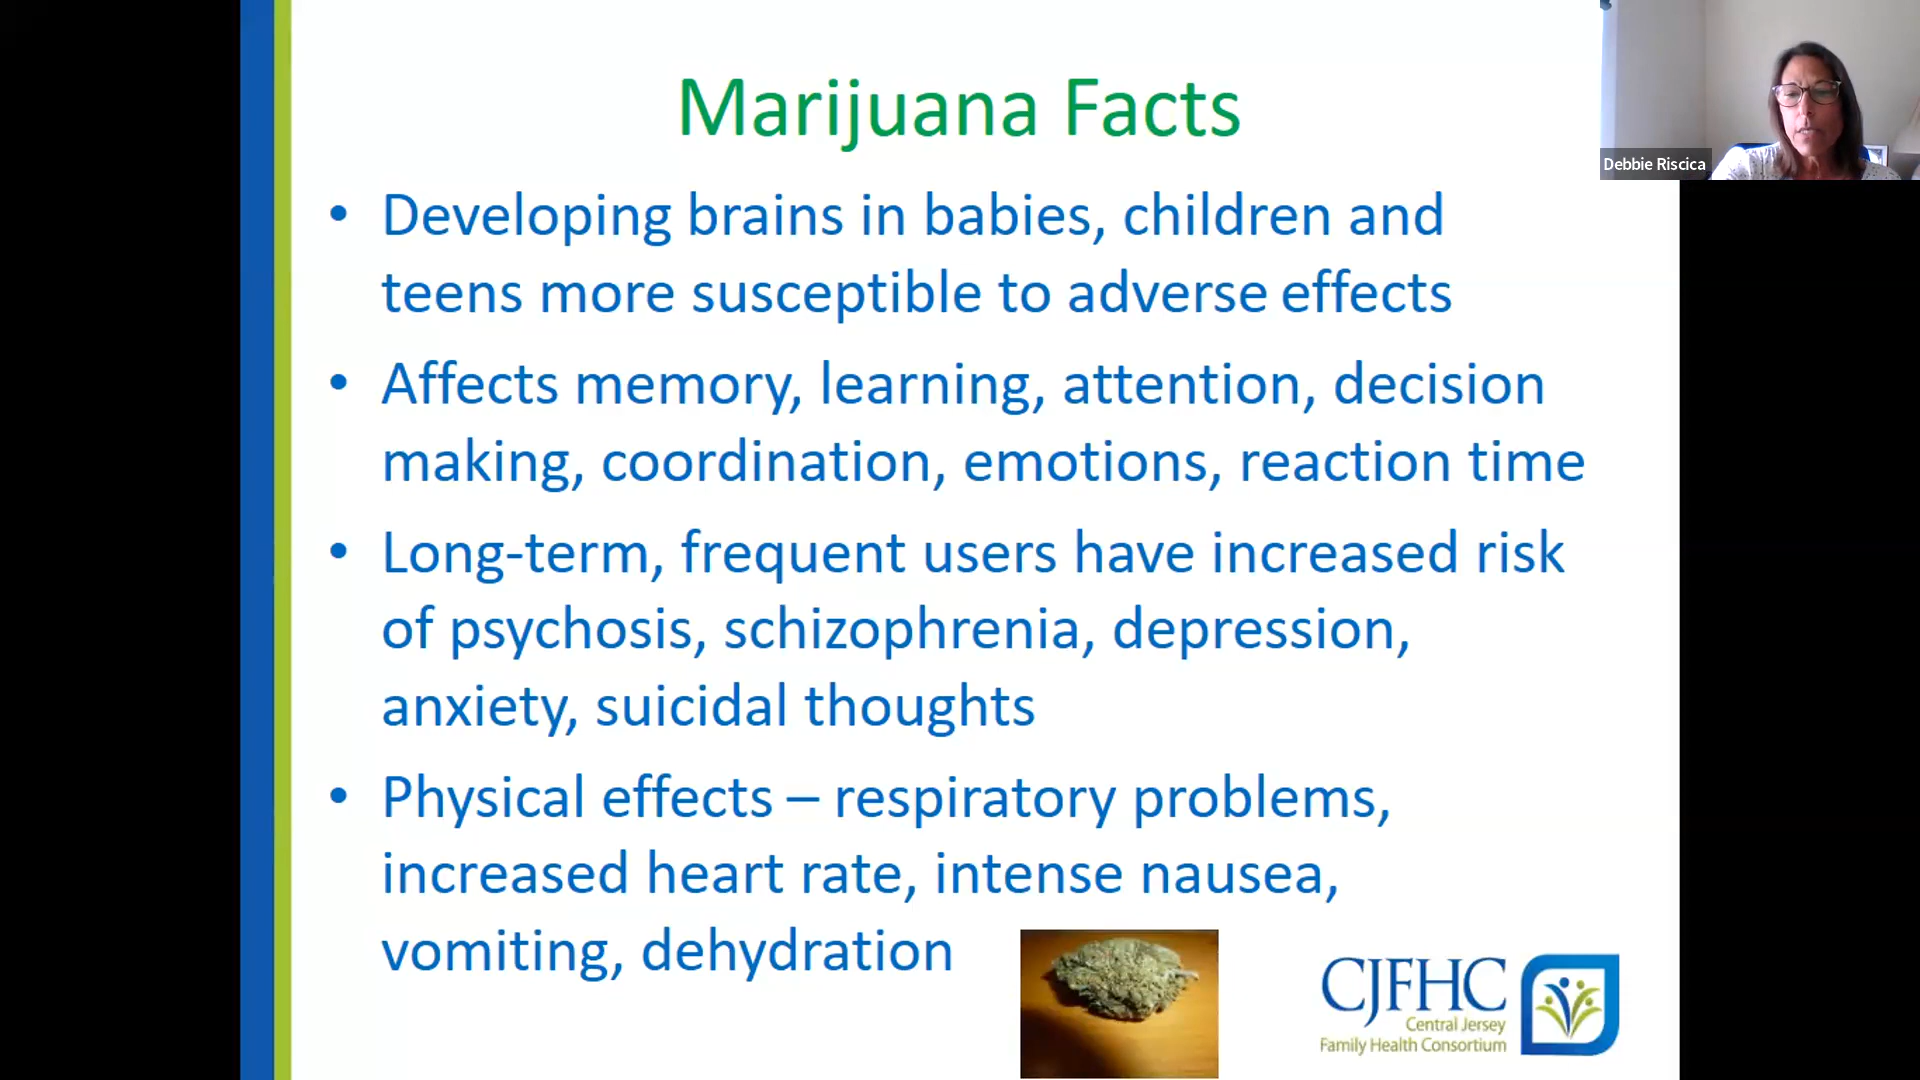 Marijuana Facts
Debbie Riscica
• Developing brains in babies, children and
teens more susceptible to adverse effects
• Affects memory, learning, attention, decision
making, coordination, emotions, reaction time
• Long-term, frequent users have increased risk
of psychosis, schizophrenia, depression,
anxiety, suicidal thoughts
• Physical effects – respiratory problems,
increased heart rate, intense nausea,
vomiting, dehydration
CJFHC
Central Jersey
Family Health Consortium